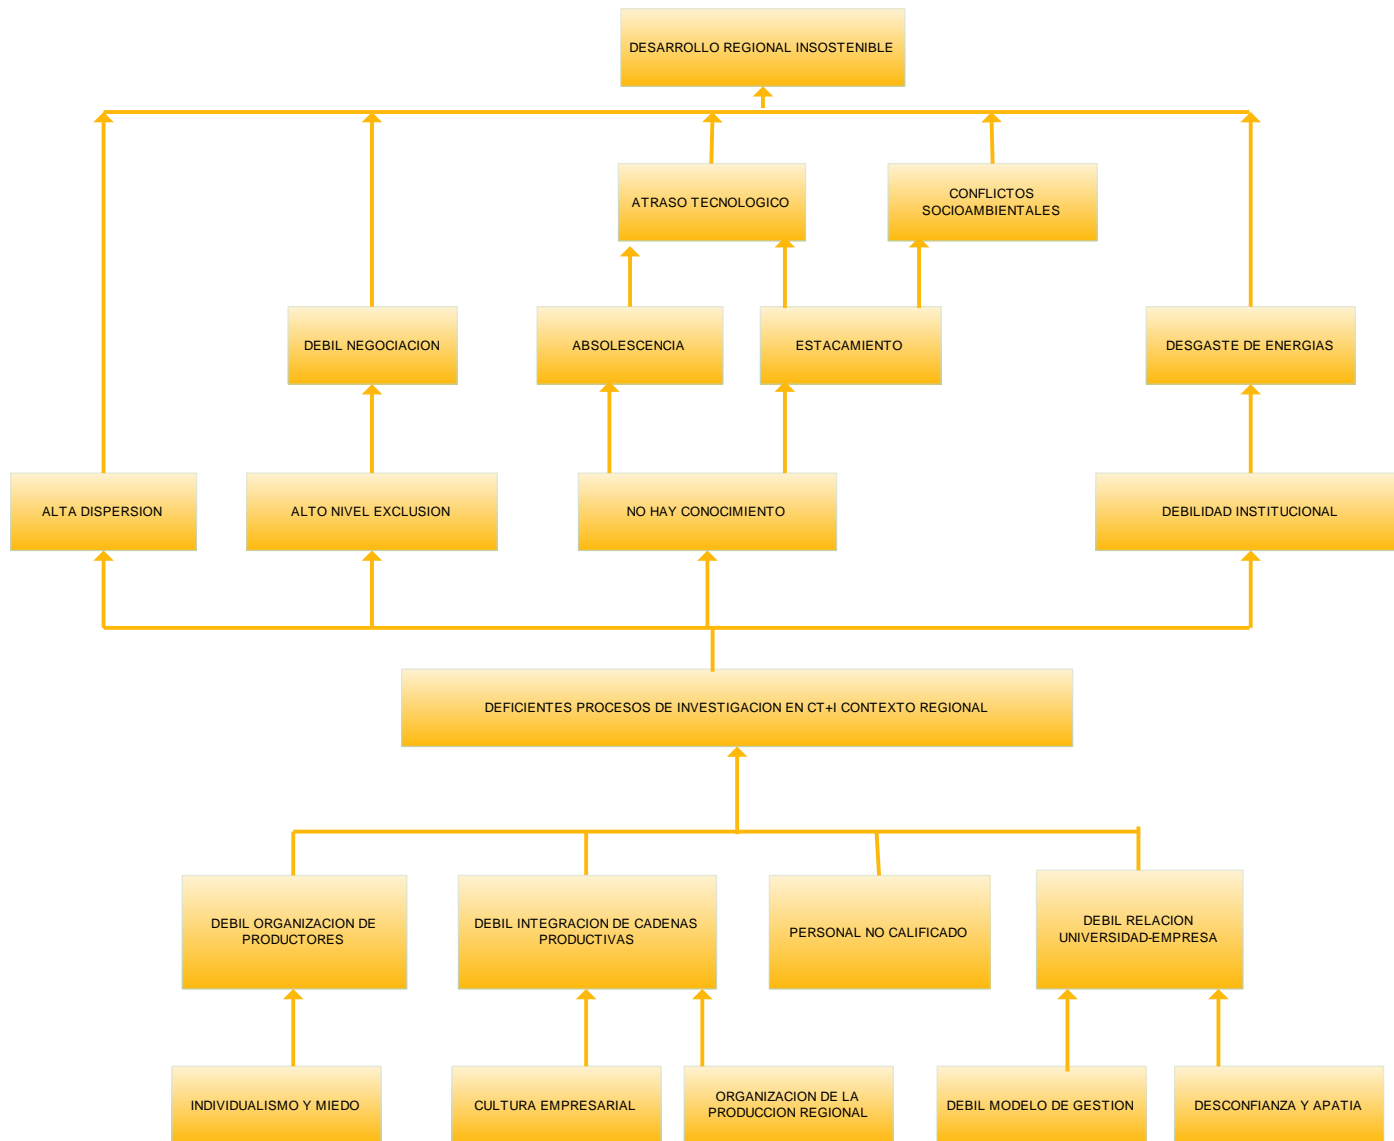 DESARROLLO REGIONAL INSOSTENIBLE
ATRASO TECNOLOGICO
CONFLICTOS
SOCIOAMBIENTALES
DEBIL NEGOCIACION
ABSOLESCENCIA
ESTACAMIENTO
DESGASTE DE ENERGIAS
ALTA DISPERSION
ALTO NIVEL EXCLUSION
NO HAY CONOCIMIENTO
DEBILIDAD INSTITUCIONAL
DEFICIENTES PROCESOS DE INVESTIGACION EN CT+I CONTEXTO REGIONAL
DEBIL ORGANIZACION DE
PRODUCTORES
DEBIL INTEGRACION DE CADENAS
PRODUCTIVAS
PERSONAL NO CALIFICADO
DEBIL RELACION
UNIVERSIDAD-EMPRESA
INDIVIDUALISMO Y MIEDO
CULTURA EMPRESARIAL
ORGANIZACION DE LA
PRODUCCION REGIONAL
DEBIL MODELO DE GESTION
DESCONFIANZA Y APATIA